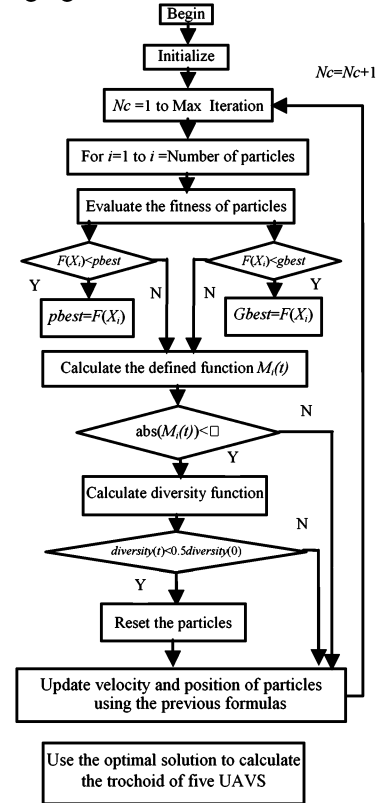 Begin
Initialize
Nc=Nc+1
Nc =1 to Max Iteration
For i=1 to i =Number of particles
Evaluate the fitness of particles
F(Xi)<pbest
F(Xi)<gbest
Y
N
N
Y
pbest=F(Xi)
Gbest=F(Xi)
Calculate the defined function Mi(t)
N
abs(Mi(t))<□
Y
Calculate diversity function
N
diversity(t)<0.5diversity(0)
Y
Reset the particles
Update velocity and position of particles
using the previous formulas
Use the optimal solution to calculate
the trochoid of five UAVS